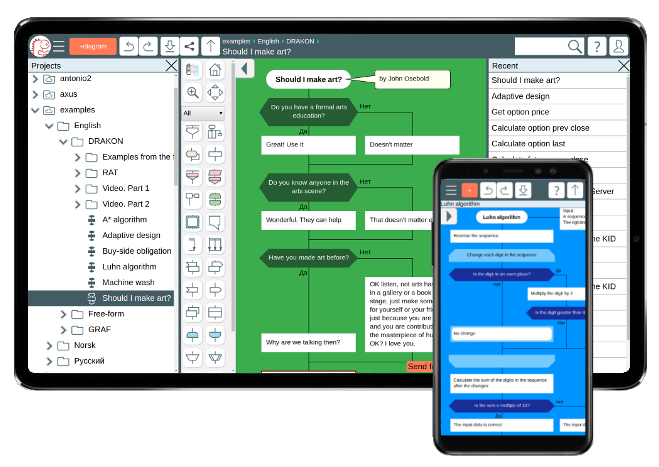 examples › English › DRAKON ›
+diagram
Should I make art?
Projects
antonio2
axus
examples
English
DRAKON
Examples from the
RAT
Video. Part 1
Video. Part 2
A* algorithm
Adaptive design
Buy-side obligation
Luhn algorithm
Machine wash
Should I make art?
Free-form
GRAF
Norsk
Русский
All
Should I make art?
by John Osebold
Do you have a formal arts
education?
Нет
Да
Great! Use it
Doesn't matter
Do you know anyone in the
arts scene?
Нет
Да
Wonderful. They can help
That doesn't matter
Have you made art before?
Нет
Да
OK listen, not arts has
in a gallery or a book
stage, just make som
for yourself or your frie
just because you are
and you are contribut
the masterpiece of hu
OK? I love you.
Why are we talking then?
Send f
Recent
Should I make art?
Adaptive design
Get option price
Calculate option prev close
Calculate option last
Server
he KID
he KID
Luhn algorithm
Luhn algorithm
Input:
A sequence
The rightm
Reverse the sequence
Change each digit in the sequence
Is the digit in an even place?
Нет
Multiply the digit by 2
Is the digit greater than 9
Нет
No change
Calculate the sum of the digits in the sequence
after the changes
Is the sum a multiple of 10?
Нет
Да
The input data is correct
The input d